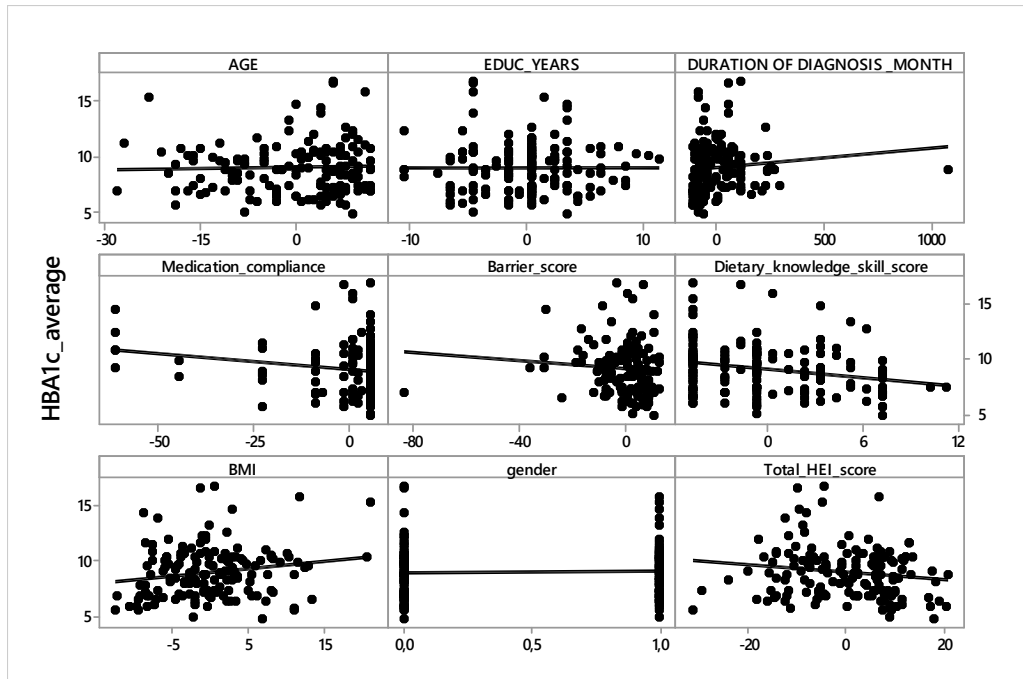 AGE EDUC_YEARS DURATION OF DIAGNOSIS_MONTH
15
10
5
-30 -15 0 -10 0 10 0 500 1000
HBA1c_average
Medication_compliance Barrier_score Dietary_knowledge_skill_score
15
10
5
-50 -25 0 -80 -40 0 0 6 12
BMI gender Total_HEI_score
15
10
5
-5 5 15 0,0 0,5 1,0 -20 0 20